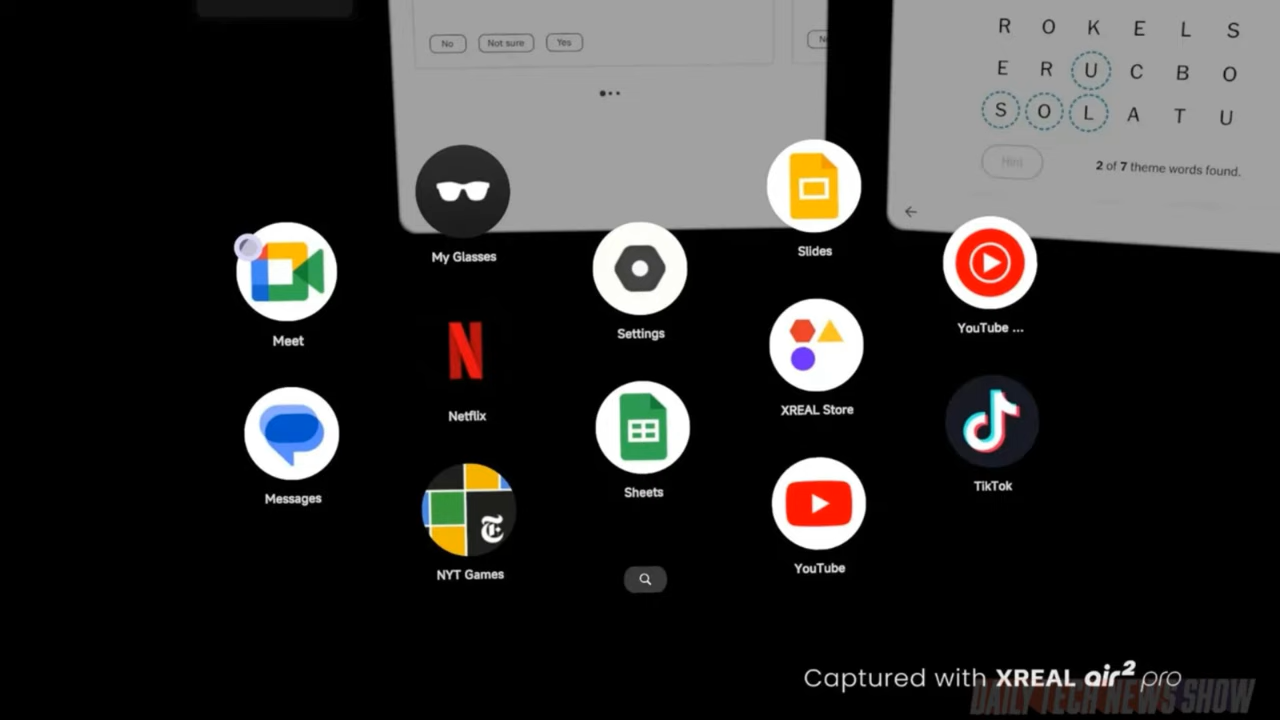 R O K E L S
No Not sure Yes
E R U C B O
S O L A T U
Hint
2 of 7 theme words found.
Slides
My Glasses
YouTube ...
Settings
Meet
XREAL Store
Netflix
TikTok
Sheets
Messages
YouTube
NYT Games
Captured with XREAL air² pro
DAILY TECH NEWS SHOW